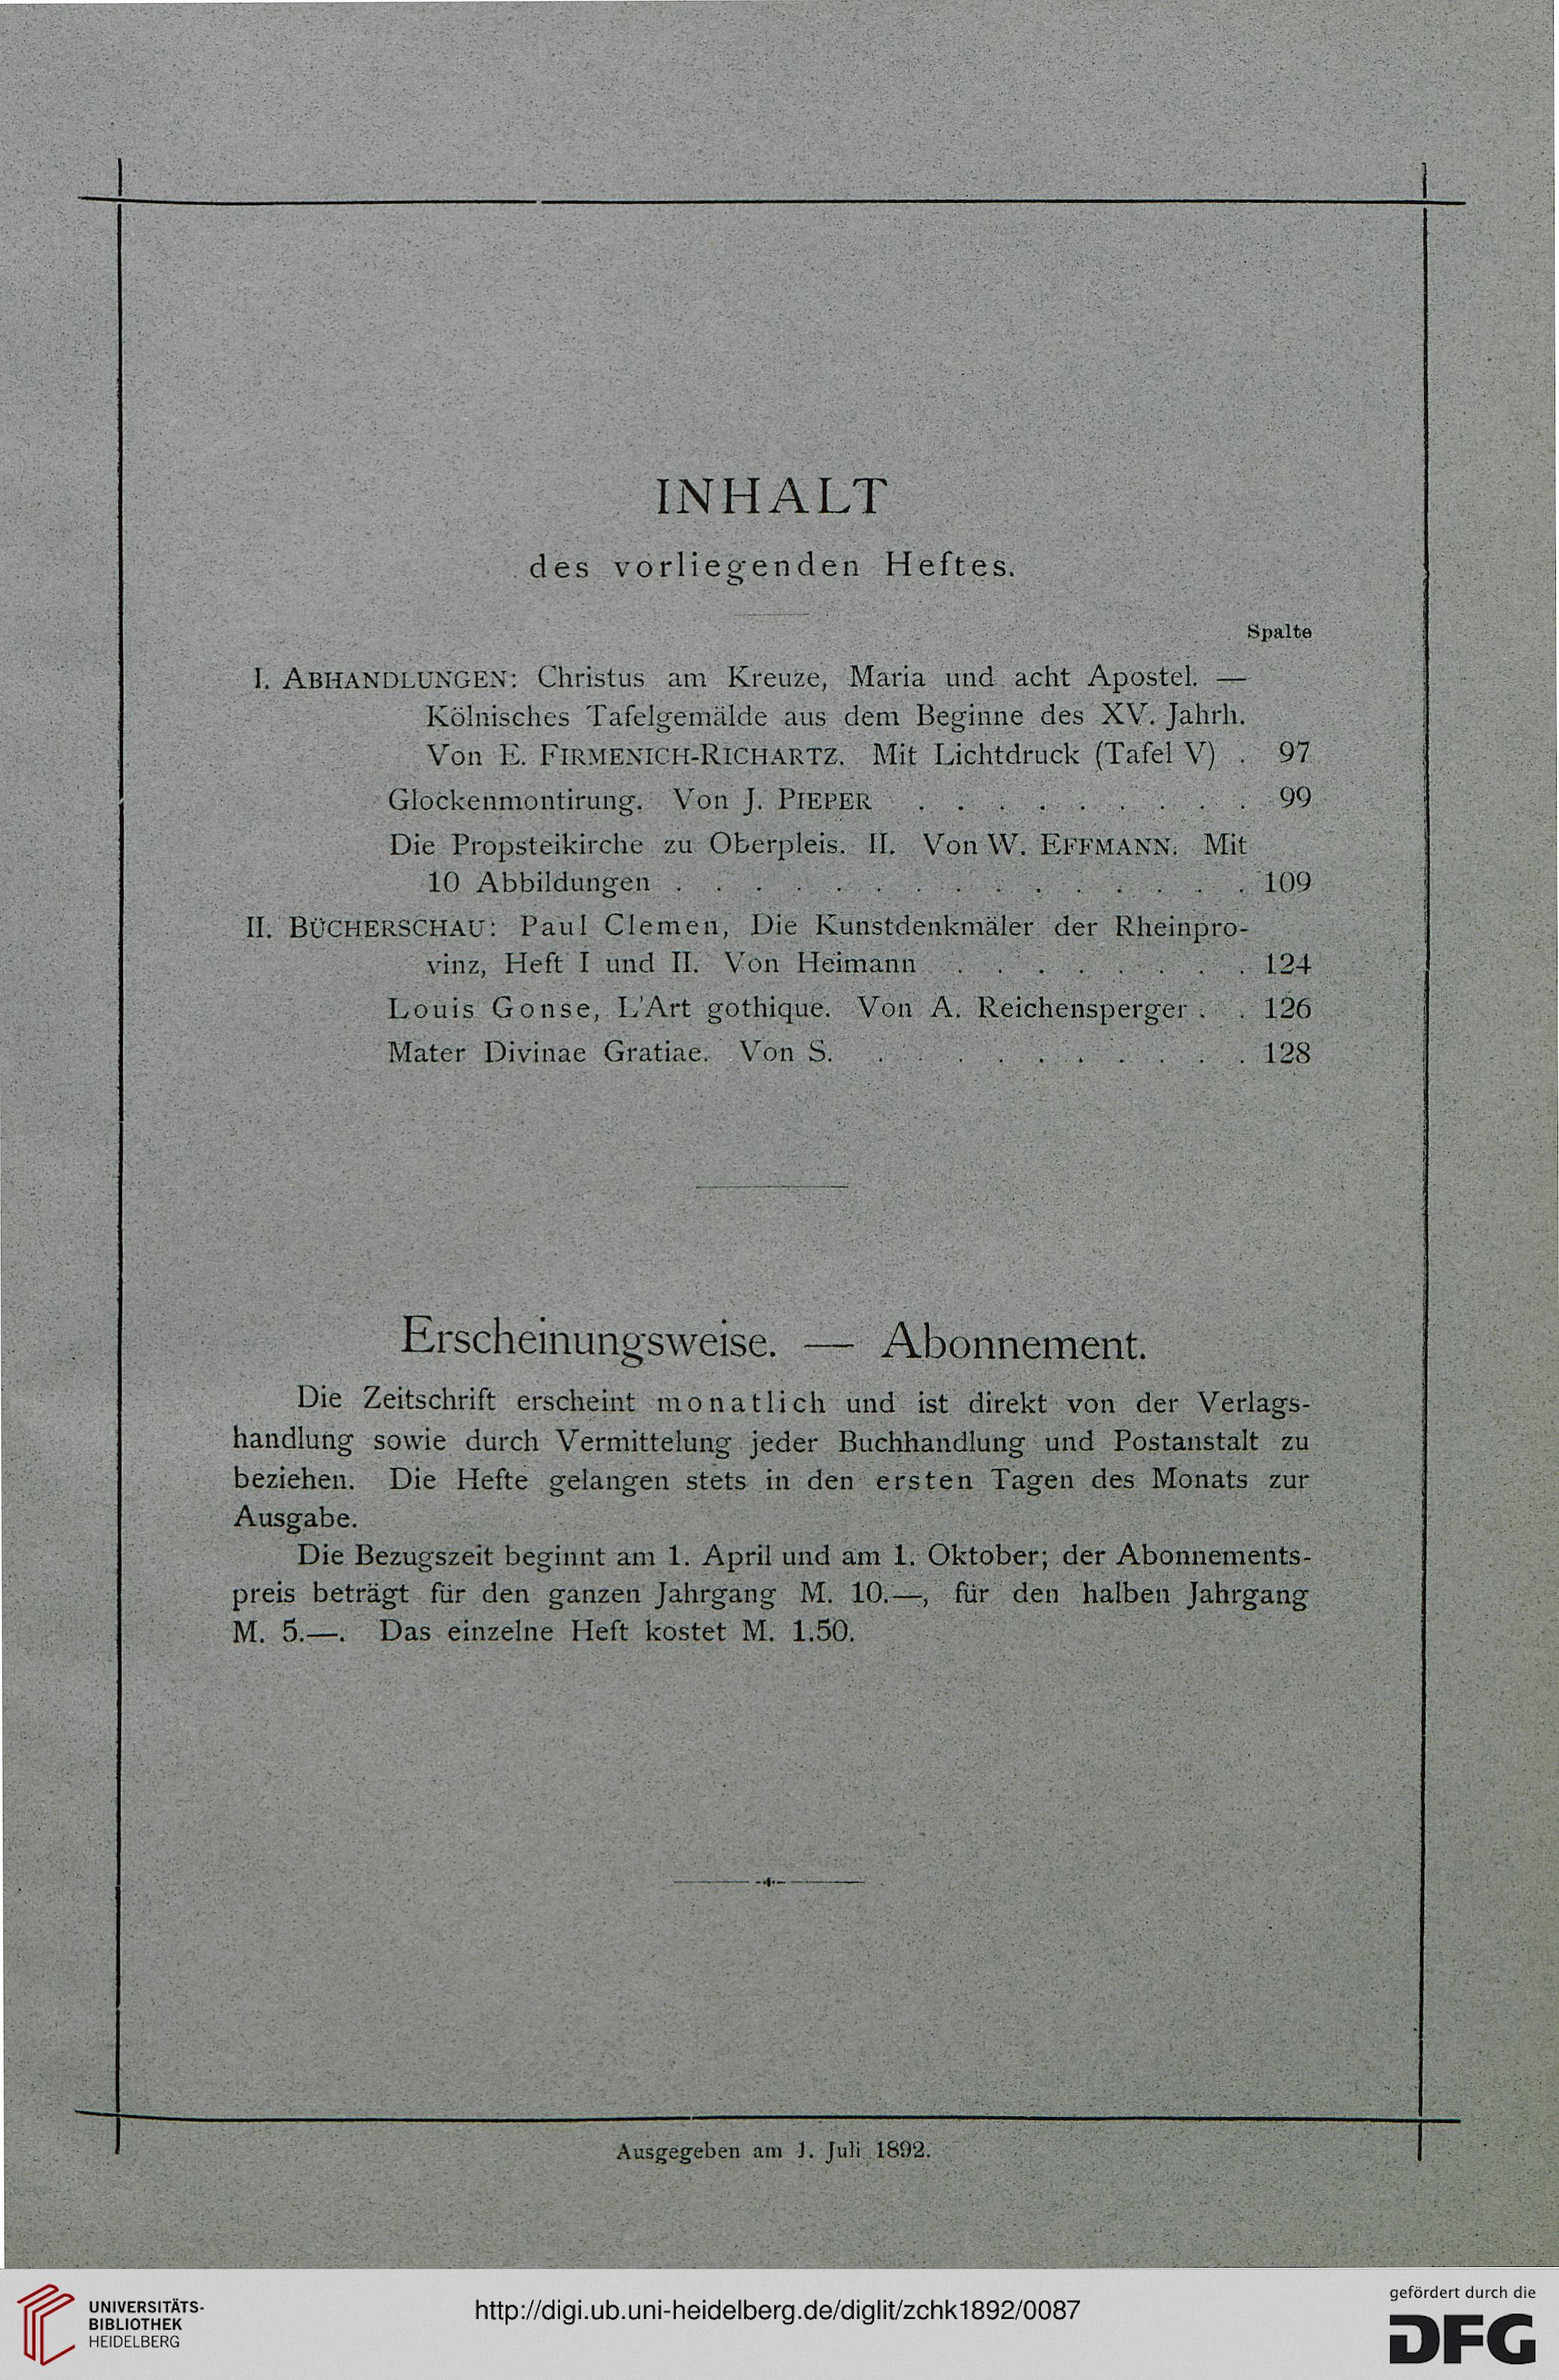 INHALT
des vorliegenden Heftes.
Spalte
I. ABHANDLUNGEN: Christus am Kreuze, Maria und acht Apostel. —
Kölnisches Tafelgemälde aus dem Beginne des XV. Jahrh.
Von E. FIRMENICH-RICHARTZ. Mit Lichtdruck (Tafel V) . 97
Glockenmontirung. Von J. PIEPER . . . . . . . . . 99
Die Propsteikirche zu Oberpleis. II. Von W. EFFMANN. Mit
10 Abbildungen . . . . . . . . . . . . . . . 109
II. BÜCHERSCHAU: Paul Clemen, Die Kunstdenkmäler der Rheinpro-
vinz, Heft I und II. Von Heimann . . . . . . . . 124
Louis Gonse, L'Art gothique. Von A. Reichensperger . . 126
Mater Divinae Gratiae. Von S. . . . . . . . . . . 128
Erscheinungsweise. — Abonnement.
Die Zeitschrift erscheint monatlich und ist direkt von der Verlags-
handlung sowie durch Vermittelung jeder Buchhandlung und Postanstalt zu
beziehen. Die Hefte gelangen stets in den ersten Tagen des Monats zur
Ausgabe.
Die Bezugszeit beginnt am 1. April und am 1. Oktober; der Abonnements-
preis beträgt für den ganzen Jahrgang M. 10.—, für den halben Jahrgang
M. 5.—. Das einzelne Heft kostet M. 1.50.
Ausgegeben am 1. Juli 1892.
UNIVERSITÄTS-
BIBLIOTHEK
HEIDELBERG
http://digi.ub.uni-heidelberg.de/diglit/zchk1892/0087
gefördert durch die
DFG